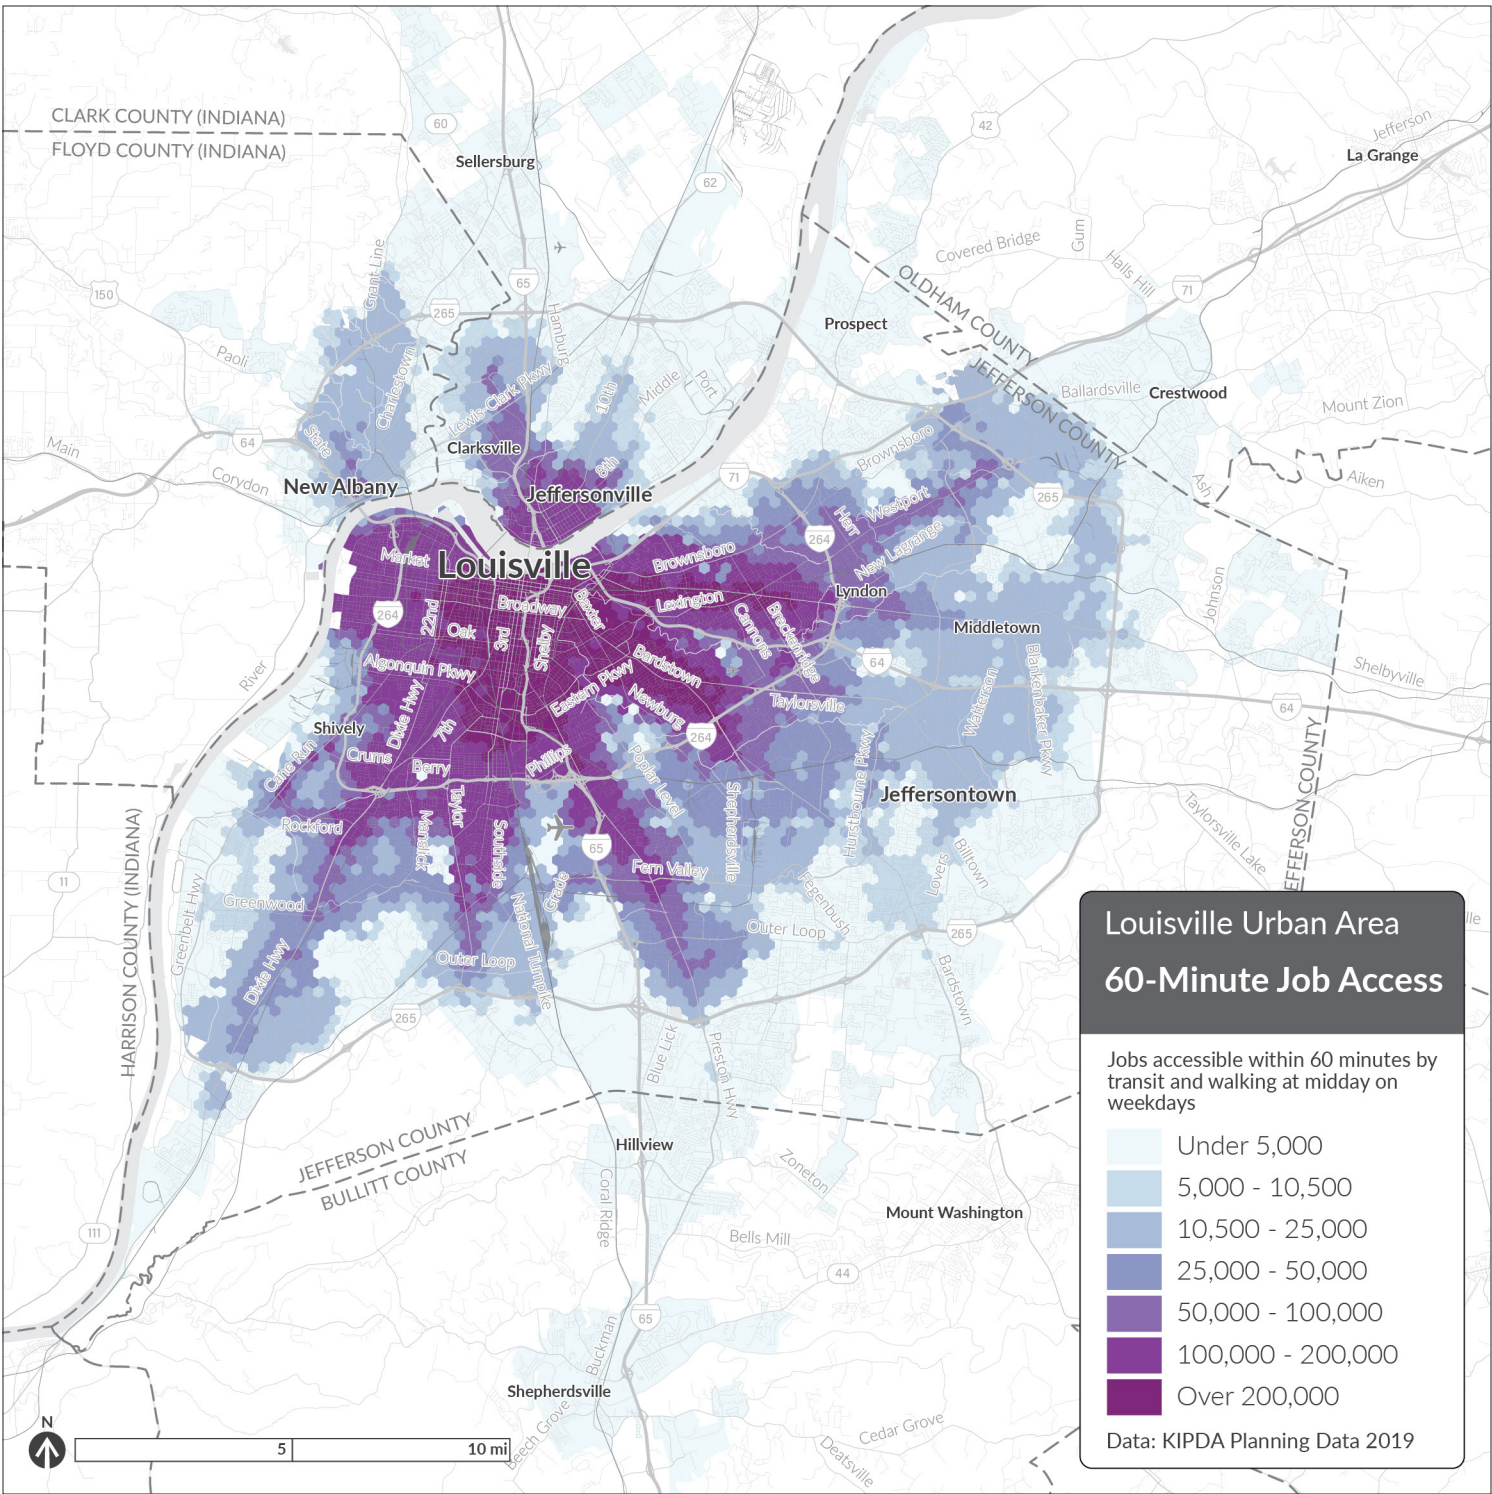 CLARK COUNTY (INDIANA)
FLOYD COUNTY (INDIANA)
60
Sellersburg
62
42
Jefferson
La Grange
Grant Line
150
65
265
Hamburg
Covered Bridge
Gum
Halls Hill
71
OLDHAM COUNTY
JEFFERSON COUNTY
Prospect
Paoli
Charlestown
Lewis-Clark Pkwy
10th
Middle
Port
Ballardsville
Crestwood
Mount Zion
Main
64
State
Clarksville
8th
Corydon
New Albany
Jeffersonville
71
Brownsboro
Westport
Herr
265
Ash
Aiken
264
New Lagrange
Market
Louisville
Brownsboro
Lyndon
264
22nd
Oak
Broadway
3rd
Shelby
Baxter
Lexington
Cannons
Breckenridge
Middletown
Johnson
River
Algonquin Pkwy
Bardstown
Eastern Pkwy
Newburg
64
Watterson
Blankenbaker Pkwy
Shelbyville
64
Taylorsville
Shively
Dixie Hwy
7th
264
Cane Run
Crums
Berry
Phillips
Poplar Level
Hurstbourne Pkwy
Jeffersontown
Taylorsville Lake
JEFFERSON COUNTY
HARRISON COUNTY (INDIANA)
Rockford
Manslick
Taylor
Southside
65
Shepherdsville
11
Greenbelt Hwy
Greenwood
Grade
Fern Valley
Fegenbush
Lovers
Billtown
Dixie Hwy
Outer Loop
National Turnpike
Outer Loop
265
Bardstown
265
Blue Lick
Preston Hwy
JEFFERSON COUNTY
BULLITT COUNTY
Hillview
Zoneton
Coral Ridge
Mount Washington
111
Bells Mill
44
65
Buckman
Shepherdsville
Beech Grove
Cedar Grove
Deatsville
N
5
10 mi
Louisville Urban Area
60-Minute Job Access
Jobs accessible within 60 minutes by
transit and walking at midday on
weekdays
Under 5,000
5,000 - 10,500
10,500 - 25,000
25,000 - 50,000
50,000 - 100,000
100,000 - 200,000
Over 200,000
Data: KIPDA Planning Data 2019